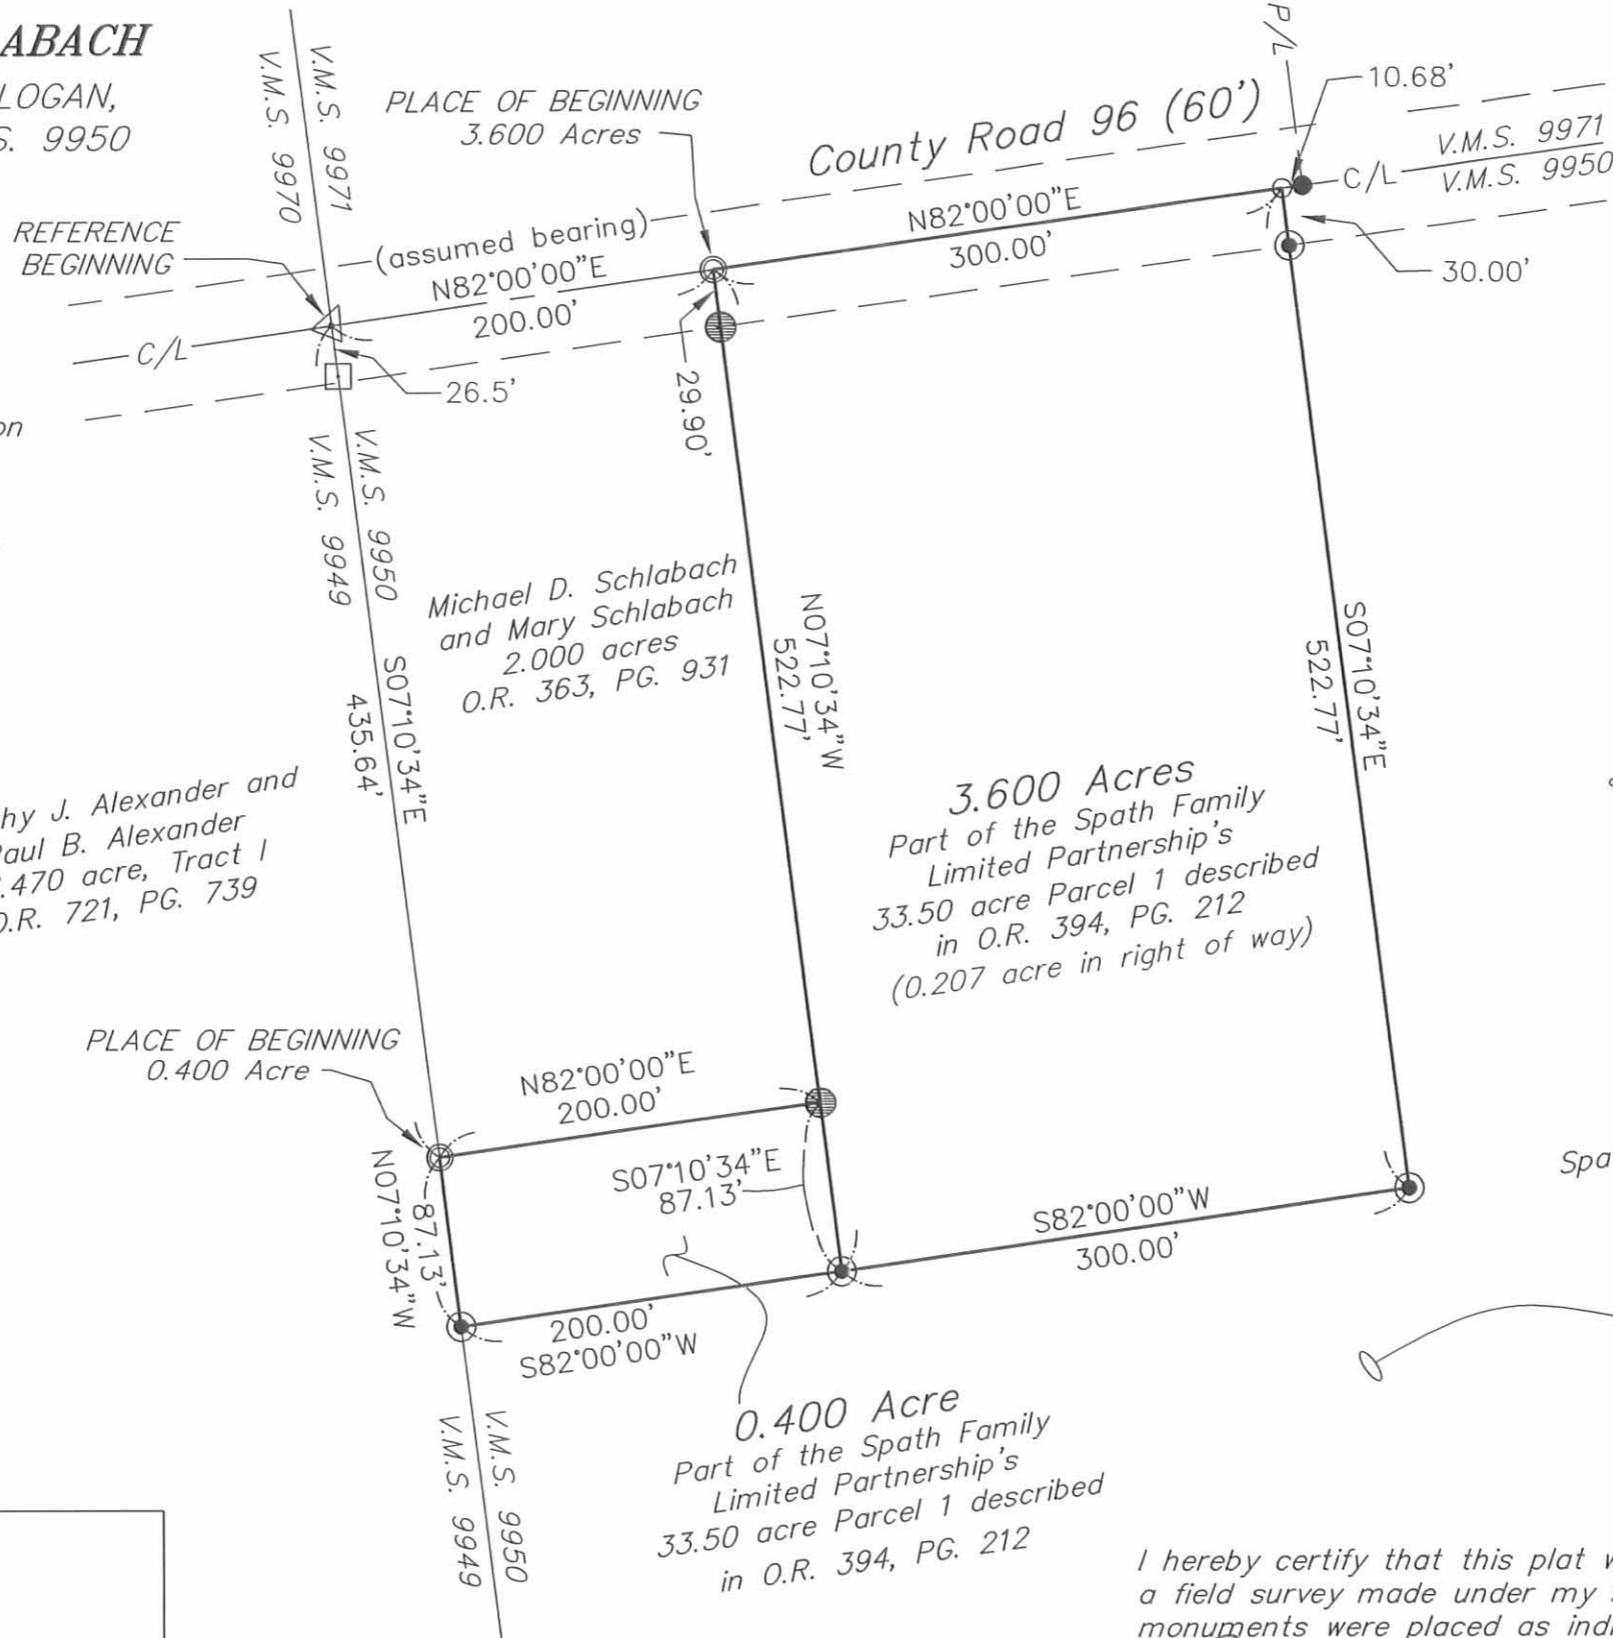 ABACH
LOGAN,
S. 9950
V.M.S. 9970
V.M.S. 9971
PLACE OF BEGINNING
3.600 Acres
County Road 96 (60')
P/L
10.68'
C/L
V.M.S. 9971
V.M.S. 9950
REFERENCE
BEGINNING
(assumed bearing)
N82°00'00"E
200.00'
N82°00'00"E
300.00'
30.00'
C/L
26.5'
29.90'
on
V.M.S. 9949
V.M.S. 9950
Michael D. Schlabach
and Mary Schlabach
2.000 acres
O.R. 363, PG. 931
N07°10'34"W
522.77'
S07°10'34"E
522.77'
S07°10'34"E
435.64'
hy J. Alexander and
Paul B. Alexander
.470 acre, Tract I
O.R. 721, PG. 739
3.600 Acres
Part of the Spath Family
Limited Partnership's
33.50 acre Parcel 1 described
in O.R. 394, PG. 212
(0.207 acre in right of way)
PLACE OF BEGINNING
0.400 Acre
N82°00'00"E
200.00'
S07°10'34"E
87.13'
N07°10'34"W
87.13'
S82°00'00"W
300.00'
Spa
200.00'
S82°00'00"W
0.400 Acre
Part of the Spath Family
Limited Partnership's
33.50 acre Parcel 1 described
in O.R. 394, PG. 212
V.M.S. 9949
V.M.S. 9950
I hereby certify that this plat w
a field survey made under my
monuments were placed as indi